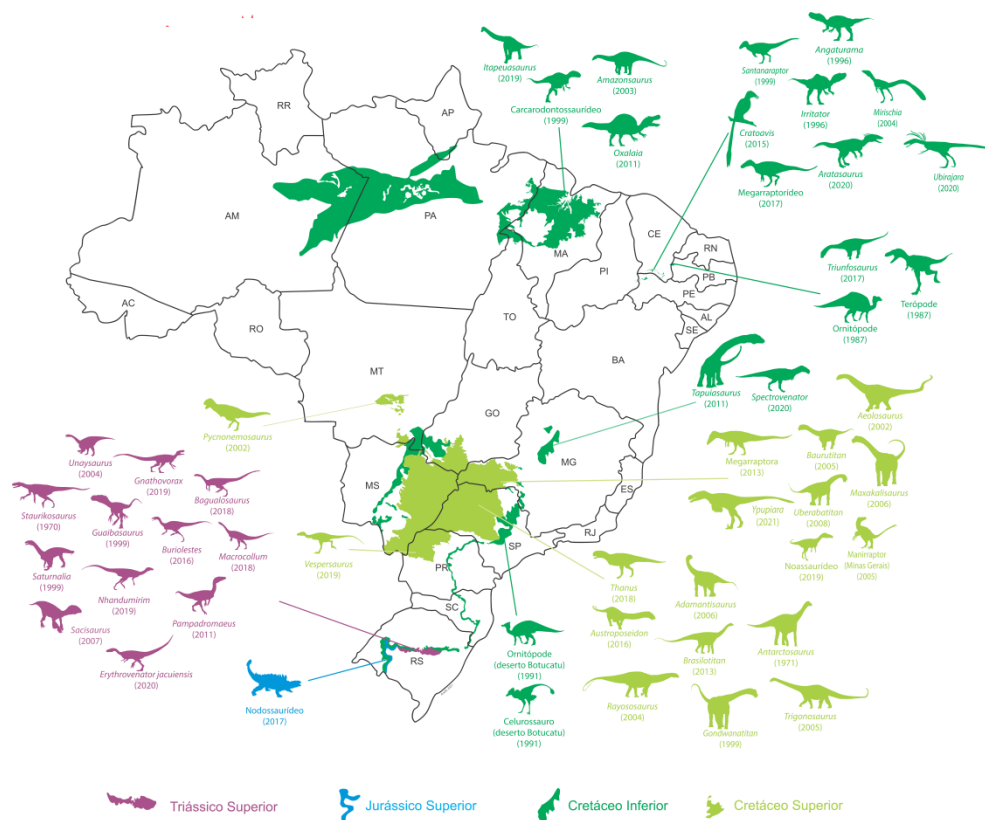 Itapeuasaurus
(2019)
Amazonsaurus
(2003)
Carcarodontossaurídeo
(1999)
Oxalaia
(2011)
Angaturama
(1996)
Santanaraptor
(1999)
Irritator
(1996)
Mirischia
(2004)
Cratoavis
(2015)
Aratasaurus
(2020)
Ubirajara
(2020)
Megarraptorídeo
(2017)
Triunfosaurus
(2017)
Terópode
(1987)
Ornitópode
(1987)
RR
AP
AM
PA
MA
CE
RN
PB
PI
PE
AL
SE
AC
RO
TO
BA
MT
GO
MG
ES
MS
RJ
SP
PR
SC
RS
Tapuiasaurus
(2011)
Spectrovenator
(2020)
Aeolosaurus
(2002)
Megarraptora
(2013)
Baurutitan
(2005)
Maxakalisaurus
(2006)
Ypupiara
(2021)
Uberabatitan
(2008)
Noassaurídeo
(2019)
Manirraptor
(Minas Gerais)
(2005)
Pycnonemosaurus
(2002)
Unaysaurus
(2004)
Gnathovorax
(2019)
Bagualosaurus
(2018)
Staurikosaurus
(1970)
Guaibasaurus
(1999)
Buriolestes
(2016)
Macrocollum
(2018)
Saturnalia
(1999)
Nhandumirim
(2019)
Pampadromaeus
(2011)
Sacisaurus
(2007)
Erythrovenator jacuiensis
(2020)
Vespersaurus
(2019)
Thanus
(2018)
Adamantisaurus
(2006)
Austroposeidon
(2016)
Brasilotitan
(2013)
Antarctosaurus
(1971)
Rayososaurus
(2004)
Gondwanatitan
(1999)
Trigonosaurus
(2005)
Ornitópode
(deserto Botucatu)
(1991)
Celurossauro
(deserto Botucatu)
(1991)
Nodossaurídeo
(2017)
Triássico Superior
Jurássico Superior
Cretáceo Inferior
Cretáceo Superior